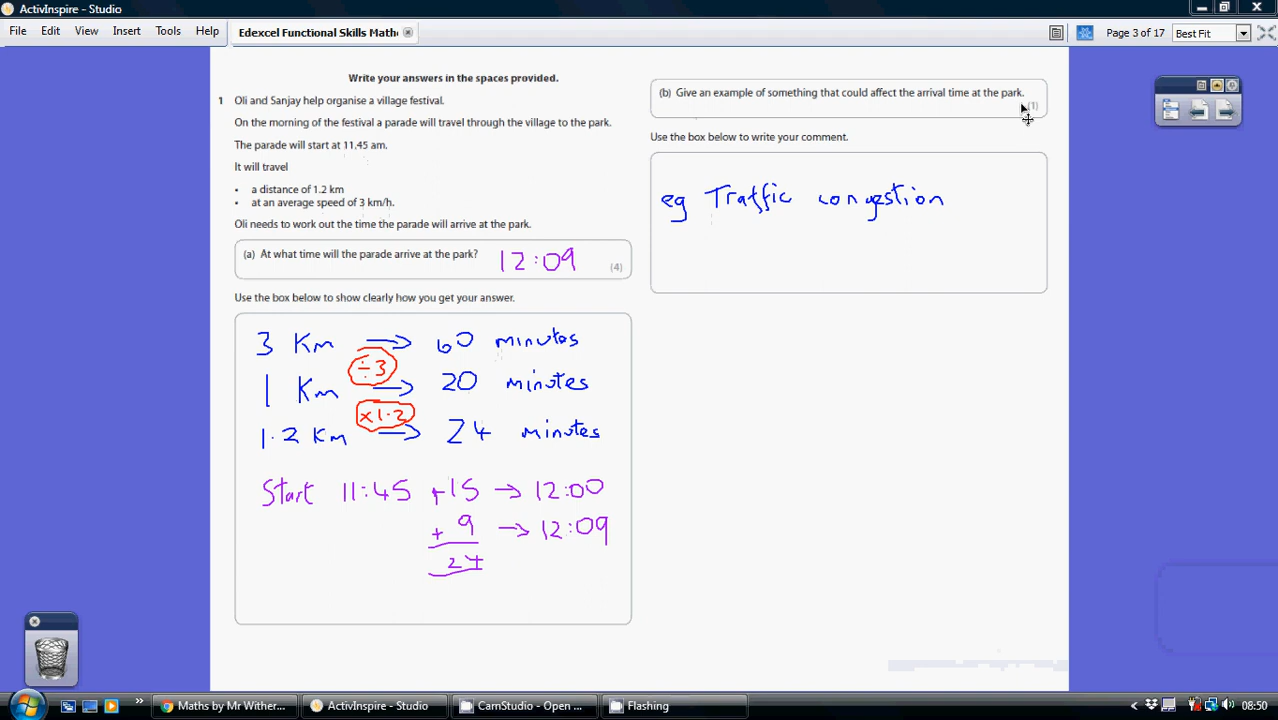 ActivInspire - Studio
File Edit View Insert Tools Help
Edexcel Functional Skills Mathe
Page 3 of 17
Best Fit
Write your answers in the spaces provided.
1 Oli and Sanjay help organise a village festival.
On the morning of the festival a parade will travel through the village to the park.
The parade will start at 11.45 am.
It will travel
• a distance of 1.2 km
• at an average speed of 3 km/h.
Oli needs to work out the time the parade will arrive at the park.
(a) At what time will the parade arrive at the park? 12:09
(4)
Use the box below to show clearly how you get your answer.
3 Km → 60 minutes
÷3
1 Km → 20 minutes
×1.2
1.2 Km → 24 minutes
Start 11:45 +15 → 12:00
+ 9 → 12:09
24
(b) Give an example of something that could affect the arrival time at the park.
(1)
Use the box below to write your comment.
eg Traffic congestion
Maths by Mr Wither...
ActivInspire - Studio
CamStudio - Open ...
Flashing
08:50